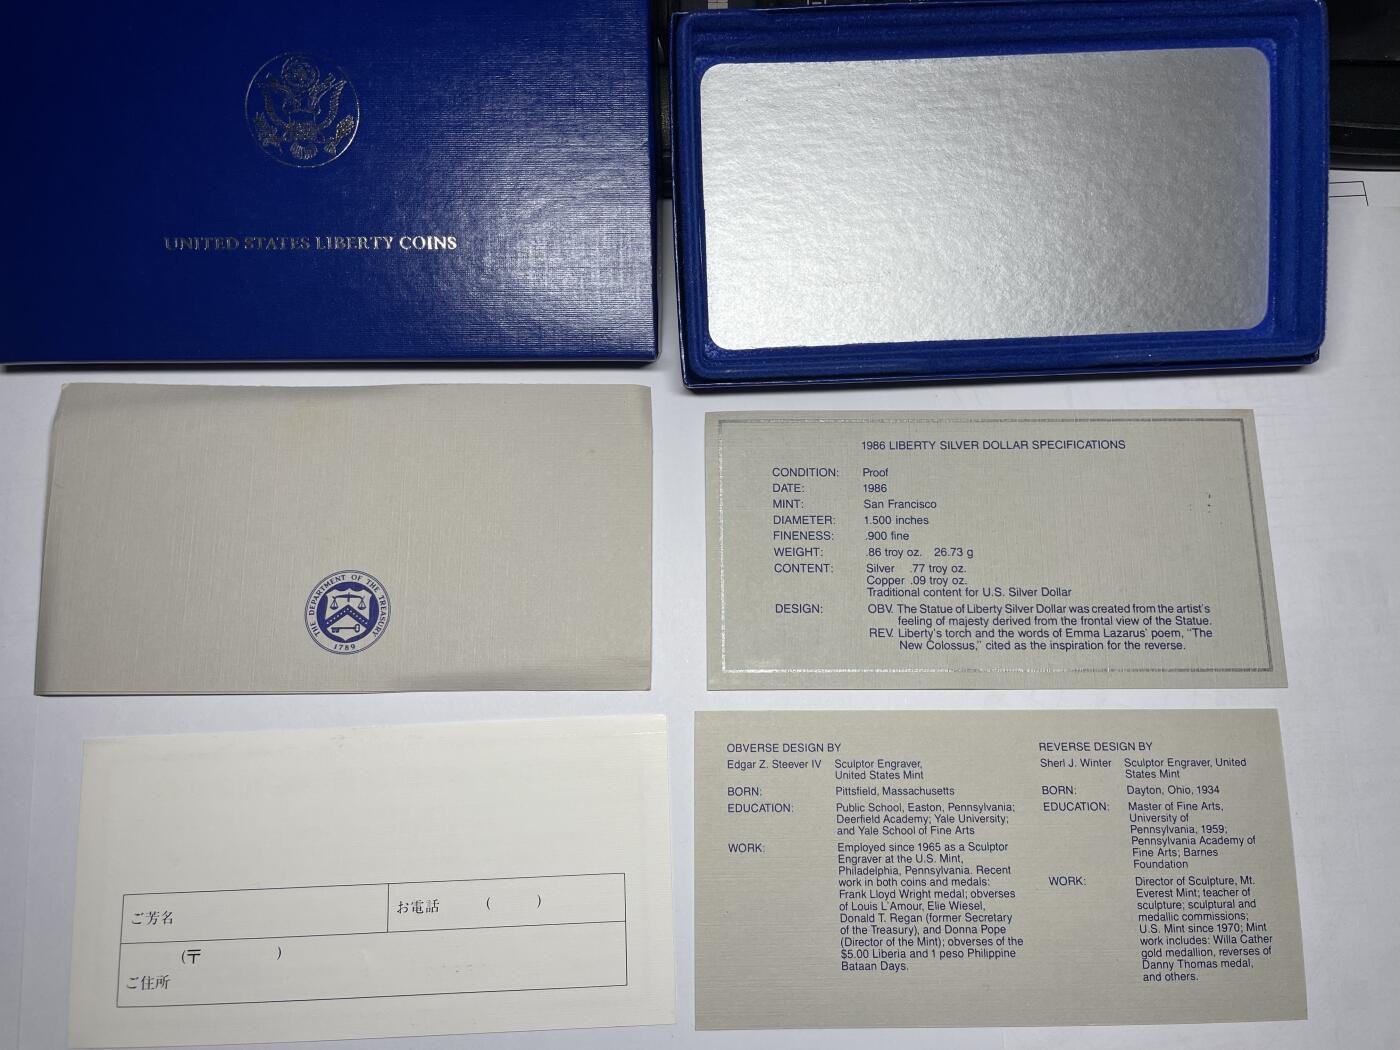 UNITED STATES LIBERTY COINS
THE DEPARTMENT OF THE TREASURY
1789
1986 LIBERTY SILVER DOLLAR SPECIFICATIONS
CONDITION: Proof
DATE: 1986
MINT: San Francisco
DIAMETER: 1.500 inches
FINENESS: .900 fine
WEIGHT: .86 troy oz. 26.73 g
CONTENT: Silver .77 troy oz.
Copper .09 troy oz.
Traditional content for U.S. Silver Dollar
DESIGN: OBV. The Statue of Liberty Silver Dollar was created from the artist's
feeling of majesty derived from the frontal view of the Statue.
REV. Liberty's torch and the words of Emma Lazarus' poem, "The
New Colossus," cited as the inspiration for the reverse.
ご芳名
お電話 ( )
(〒 )
ご住所
OBVERSE DESIGN BY
Edgar Z. Steever IV Sculptor Engraver,
United States Mint
BORN: Pittsfield, Massachusetts
EDUCATION: Public School, Easton, Pennsylvania;
Deerfield Academy; Yale University;
and Yale School of Fine Arts
WORK: Employed since 1965 as a Sculptor
Engraver at the U.S. Mint,
Philadelphia, Pennsylvania. Recent
work in both coins and medals:
Frank Lloyd Wright medal; obverses
of Louis L'Amour, Elie Wiesel,
Donald T. Regan (former Secretary
of the Treasury), and Donna Pope
(Director of the Mint); obverses of the
$5.00 Liberia and 1 peso Philippine
Bataan Days.
REVERSE DESIGN BY
Sherl J. Winter Sculptor Engraver, United
States Mint
BORN: Dayton, Ohio, 1934
EDUCATION: Master of Fine Arts,
University of
Pennsylvania, 1959;
Pennsylvania Academy of
Fine Arts; Barnes
Foundation
WORK: Director of Sculpture, Mt.
Everest Mint; teacher of
sculpture; sculptural and
medallic commissions;
U.S. Mint since 1970; Mint
work includes: Willa Cather
gold medallion, reverses of
Danny Thomas medal,
and others.